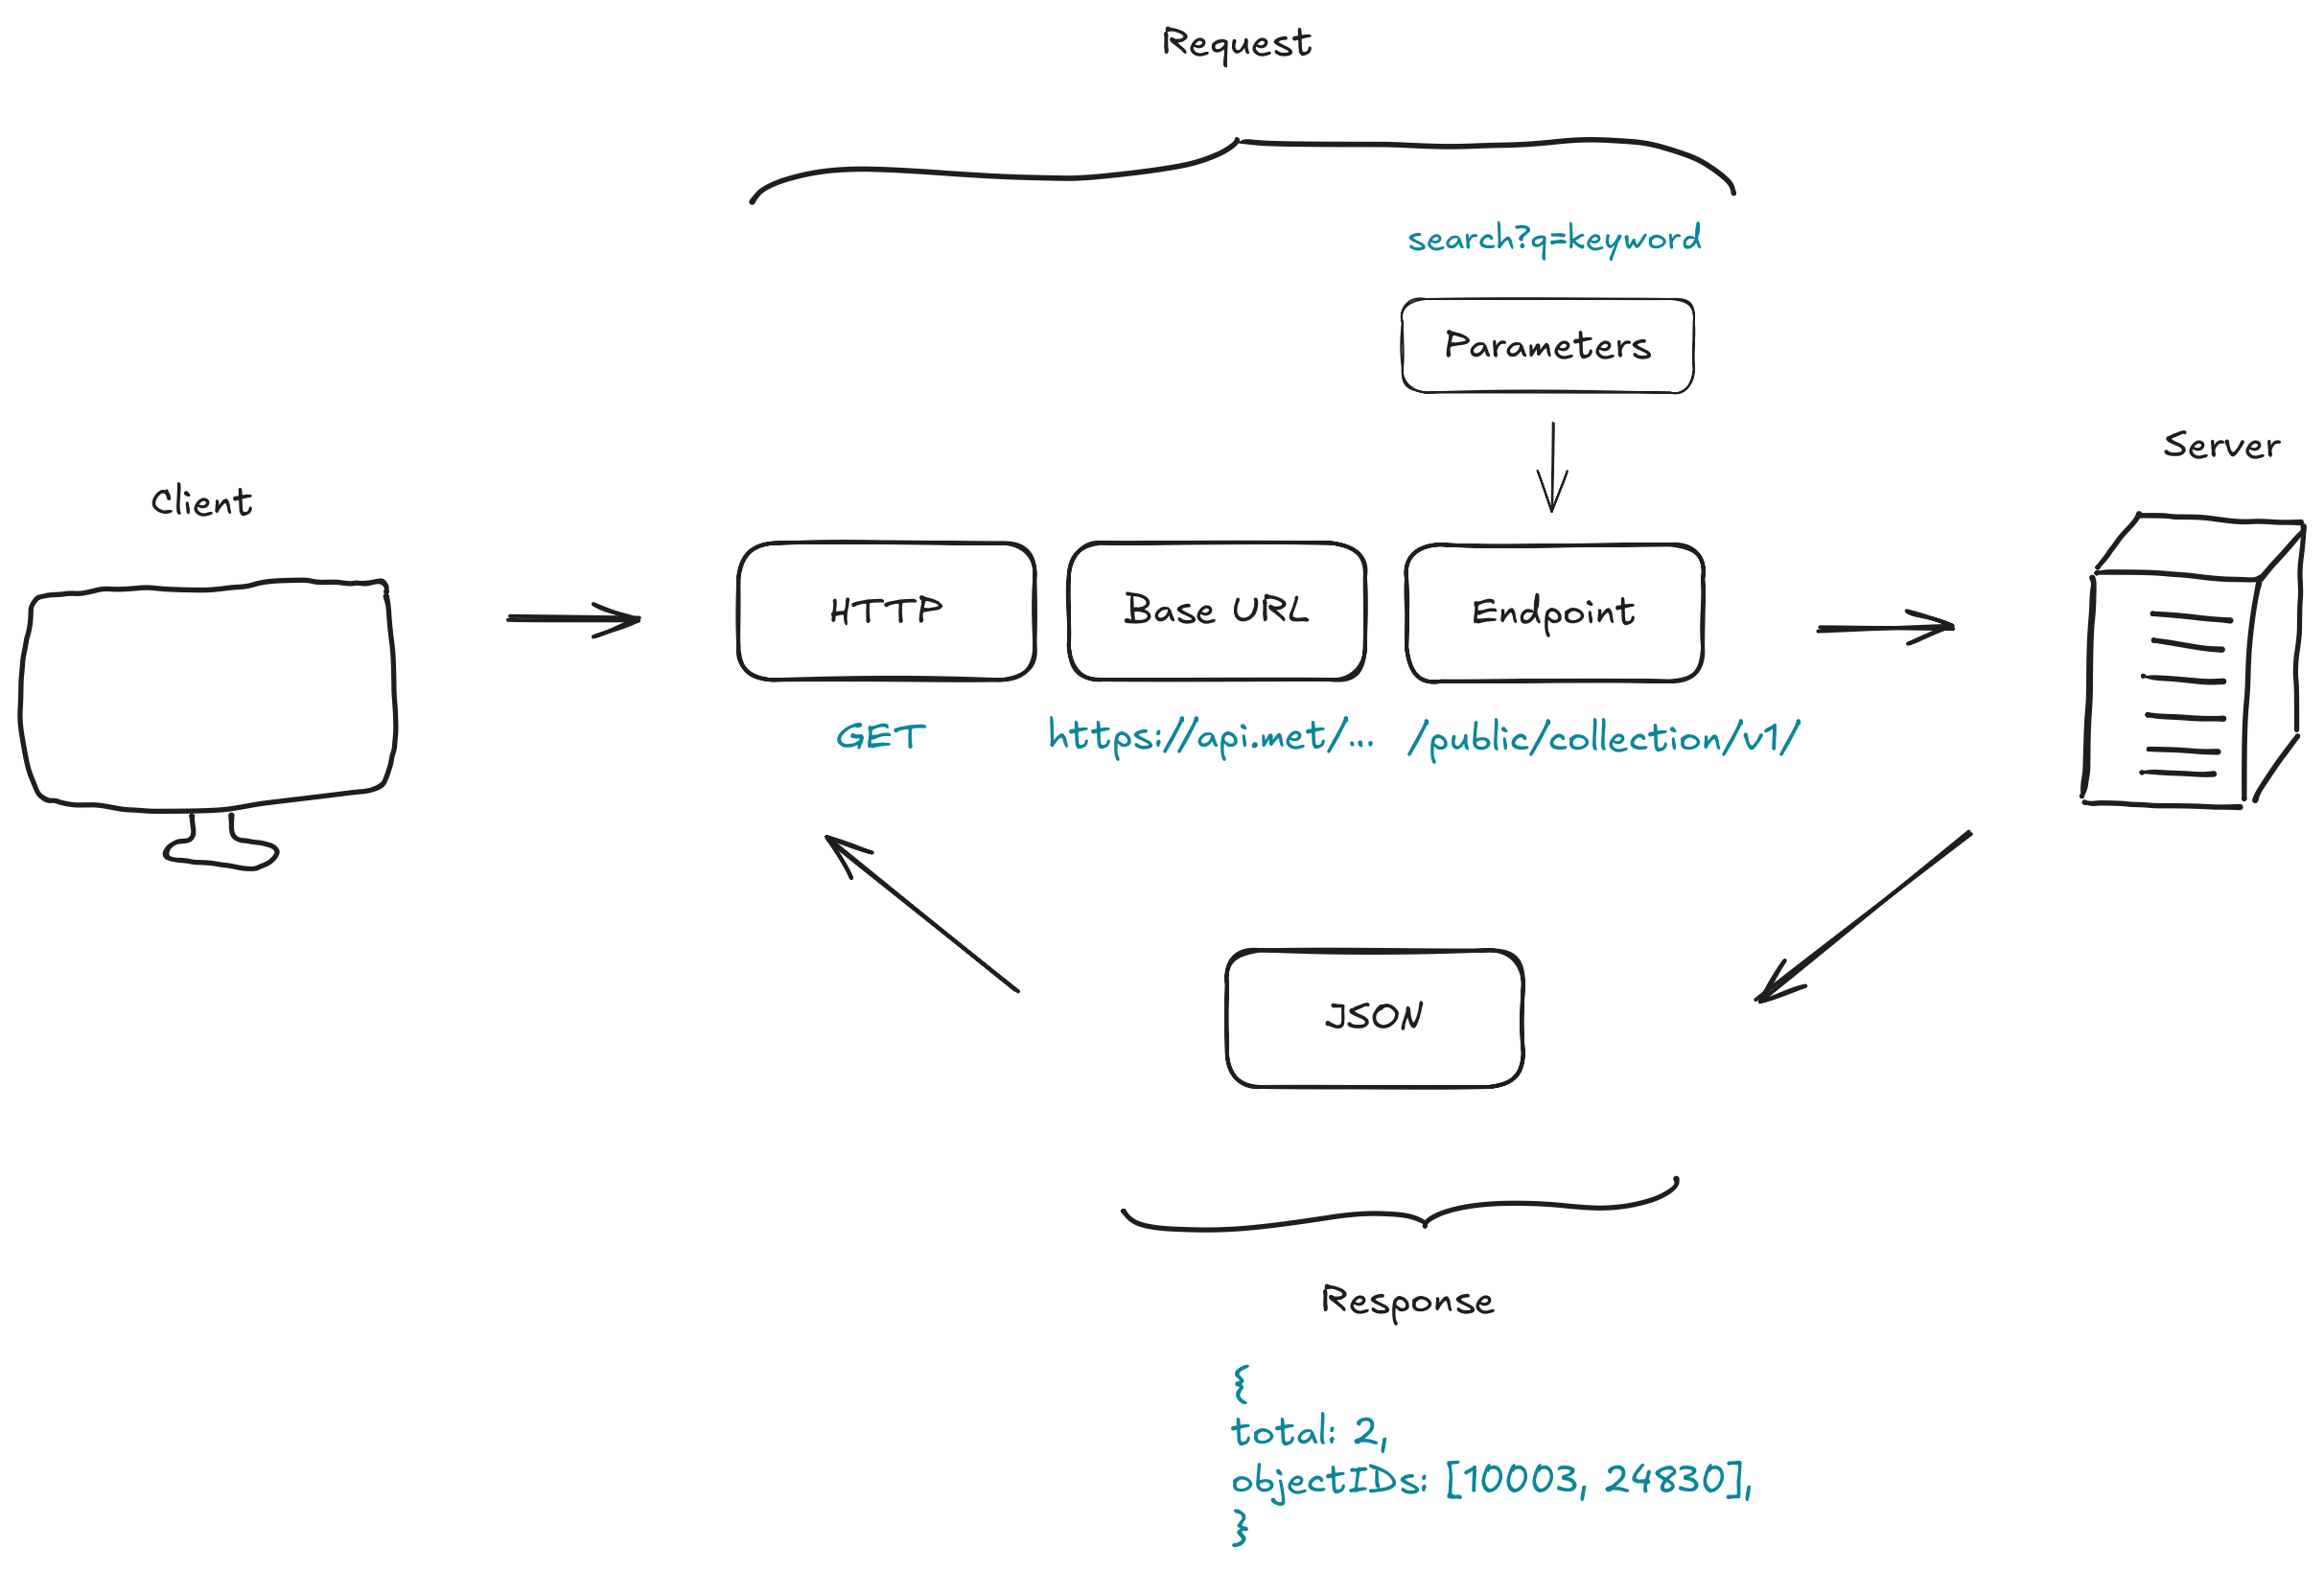 Request
search?q=keyword
Parameters
Server
Client
HTTP
Base URL
Endpoint
GET
https://api.net/...
/public/collection/v1/
JSON
Response
{
total: 2,
objectIDs: [10003, 24830],
}